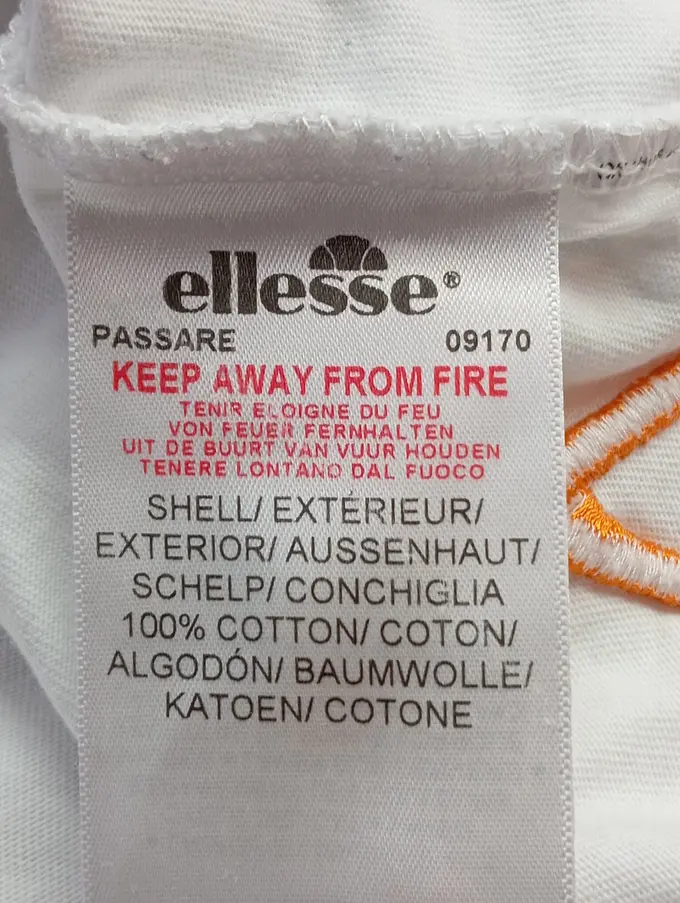 ellesse®
PASSARE 09170
KEEP AWAY FROM FIRE
TENIR ELOIGNE DU FEU
VON FEUER FERNHALTEN
UIT DE BUURT VAN VUUR HOUDEN
TENERE LONTANO DAL FUOCO
SHELL/ EXTÉRIEUR/
EXTERIOR/ AUSSENHAUT/
SCHELP/ CONCHIGLIA
100% COTTON/ COTON/
ALGODÓN/ BAUMWOLLE/
KATOEN/ COTONE